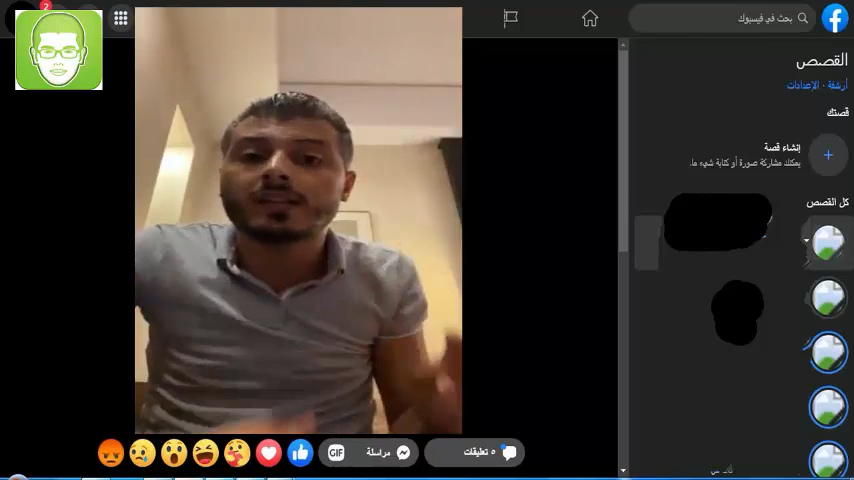 2
بحث في فيسبوك
القصص
أرشفة · الإعدادات
قصتك
إنشاء قصة
يمكنك مشاركة صورة أو كتابة شيء ما.
كل القصص
GIF
مراسلة
٥ تعليقات